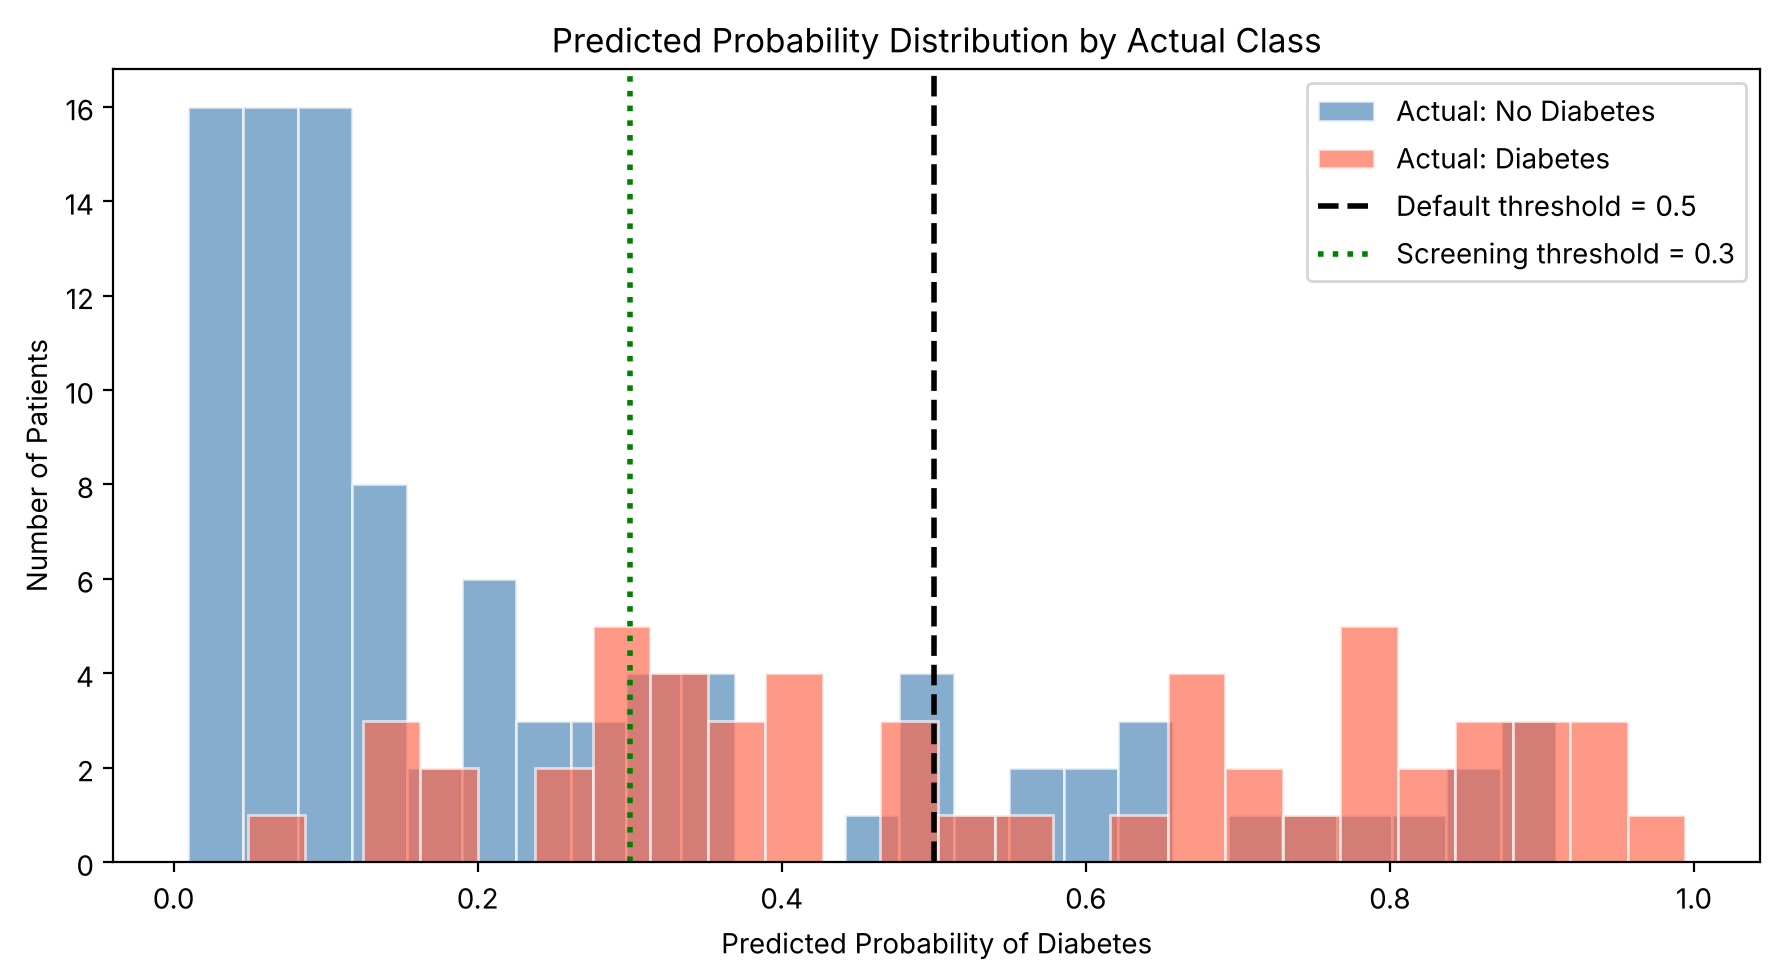 Predicted Probability Distribution by Actual Class
Actual: No Diabetes
Actual: Diabetes
Default threshold = 0.5
Screening threshold = 0.3
Number of Patients
16
14
12
10
8
6
4
2
0
0.0 0.2 0.4 0.6 0.8 1.0
Predicted Probability of Diabetes